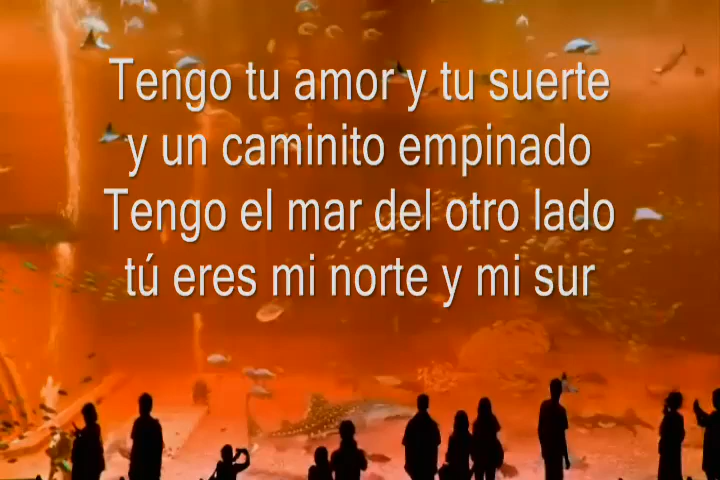 Tengo tu amor y tu suerte
y un caminito empinado
Tengo el mar del otro lado
tú eres mi norte y mi sur